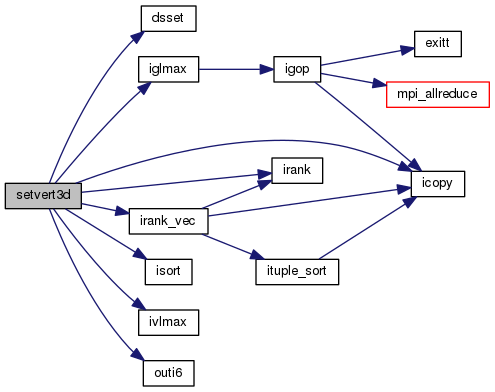 dsset
exitt
iglmax
igop
mpi_allreduce
irank
icopy
setvert3d
irank_vec
isort
ituple_sort
ivlmax
outi6